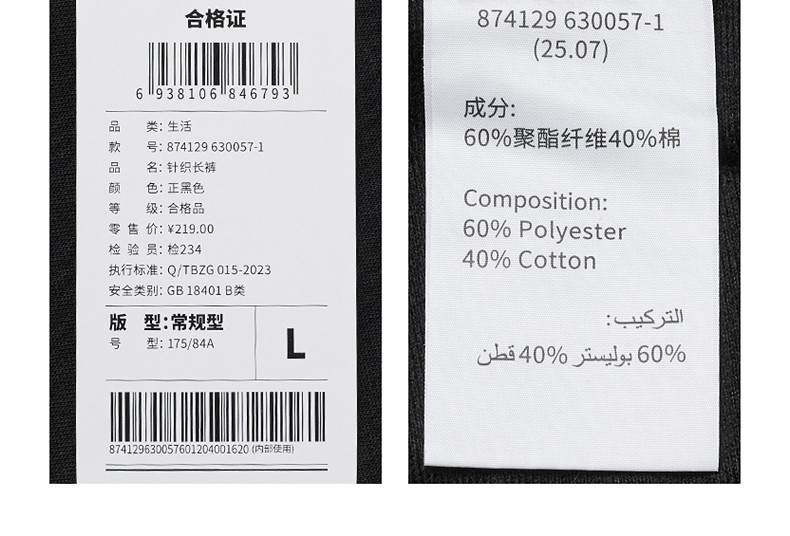 合格证
6 938106 846793
品 类: 生活
款 号: 874129 630057-1
品 名: 针织长裤
颜 色: 正黑色
等 级: 合格品
零 售 价: ¥219.00
检 验 员: 检234
执行标准: Q/TBZG 015-2023
安全类别: GB 18401 B类
版 型: 常规型
号 型: 175/84A
L
874129630057601204001620 (内部使用)
874129 630057-1
(25.07)
成分:
60%聚酯纤维40%棉
Composition:
60% Polyester
40% Cotton
التركيب:
60% بوليستر 40% قطن